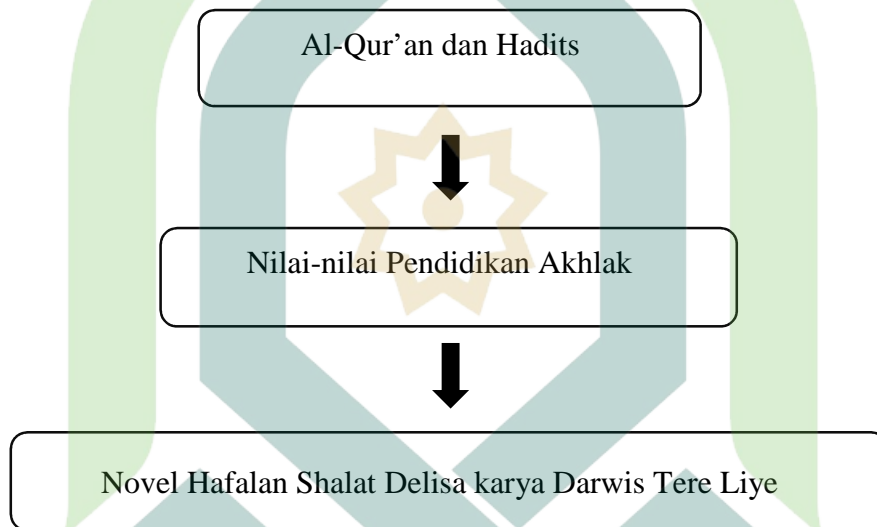 Al-Qur’an dan Hadits
Nilai-nilai Pendidikan Akhlak
Novel Hafalan Shalat Delisa karya Darwis Tere Liye